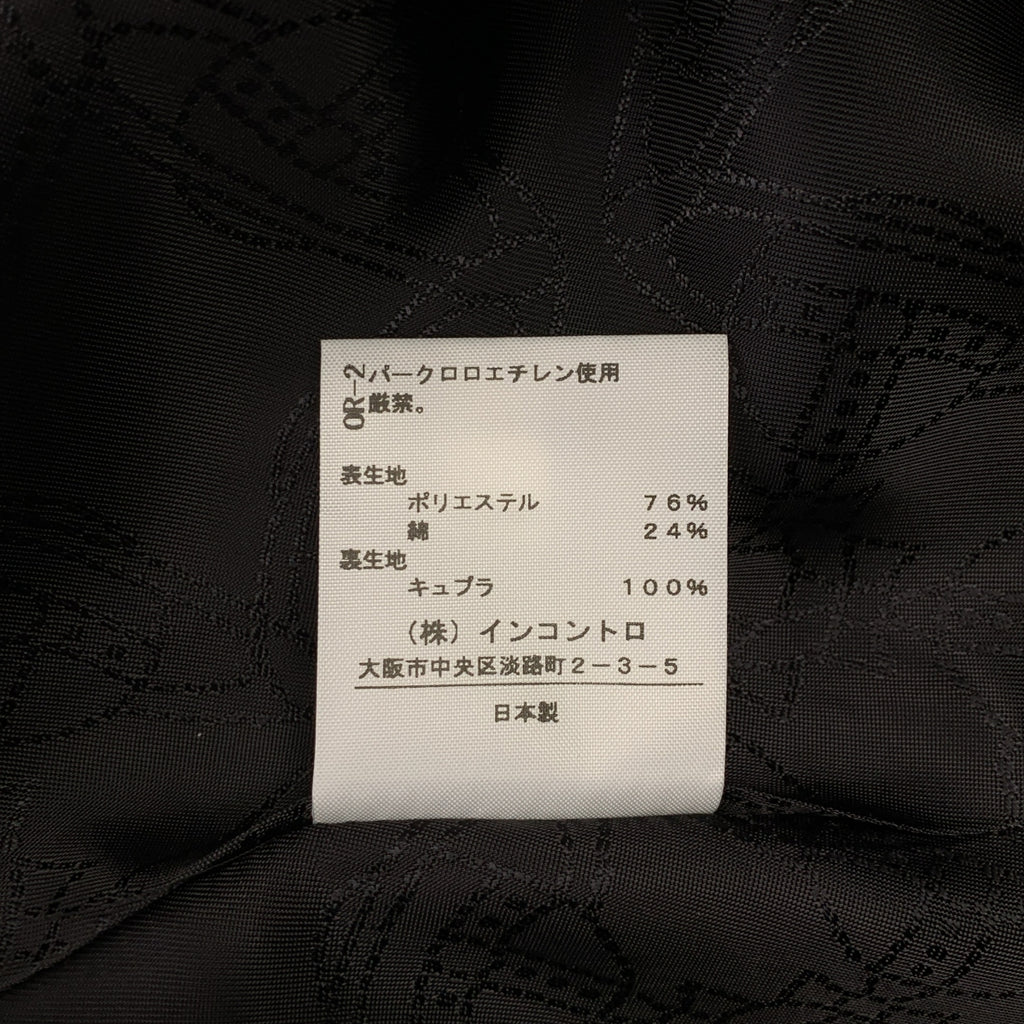 OR-2
パークロロエチレン使用
厳禁。
表生地
ポリエステル 76%
綿 24%
裏生地
キュプラ 100%
(株)インコントロ
大阪市中央区淡路町2-3-5
日本製